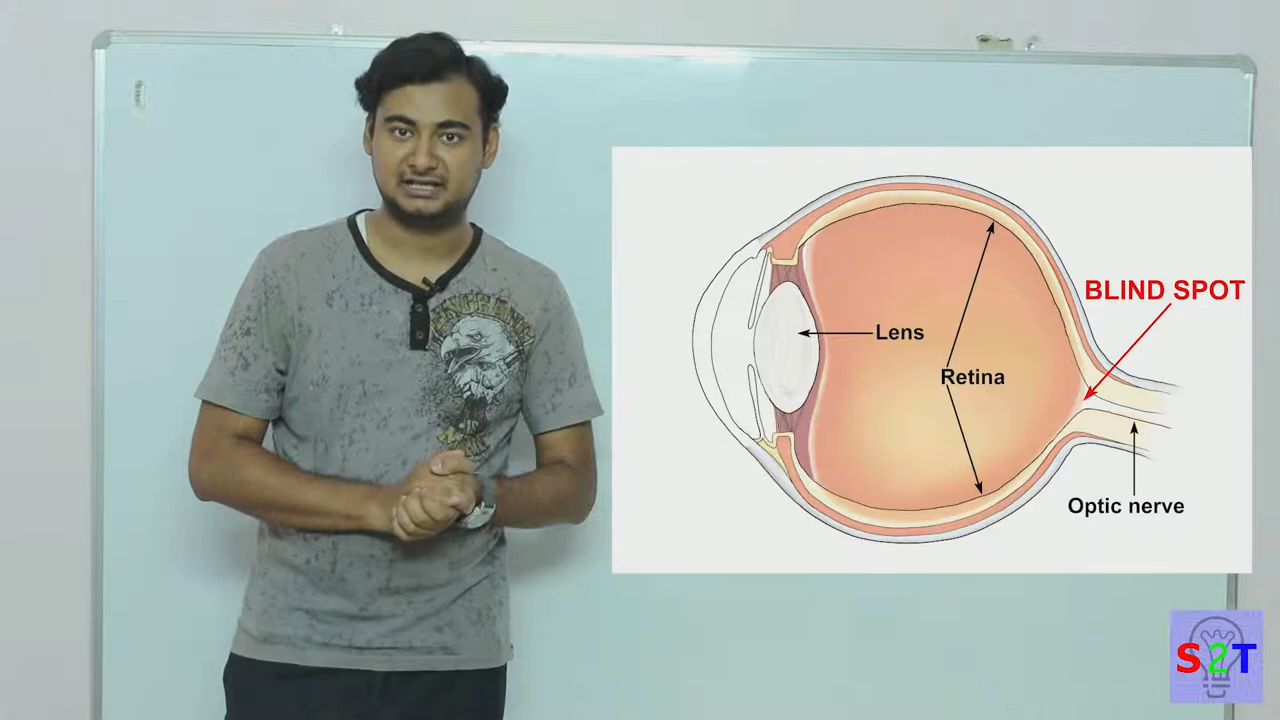 BLIND SPOT
Lens
Retina
Optic nerve
S2T